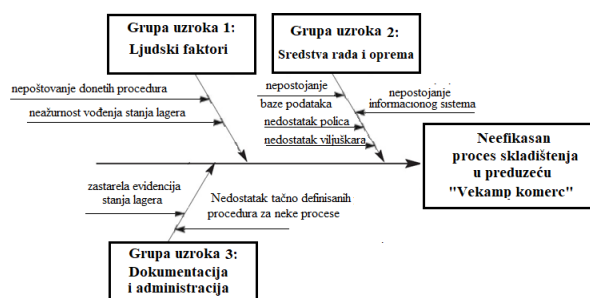 Grupa uzroka 1:
Ljudski faktori
Grupa uzroka 2:
Sredstva rada i oprema
nepoštovanje donetih procedura
neažurnost vođenja stanja lagera
nepostojanje
baze podataka
nedostatak polica
nedostatak viljuškara
nepostojanje
informacionog sistema
Neefikasan
proces skladištenja
u preduzeću
"Vekamp komerc"
zastarela evidencija
stanja lagera
Nedostatak tačno definisanih
procedura za neke procese
Grupa uzroka 3:
Dokumentacija
i administracija